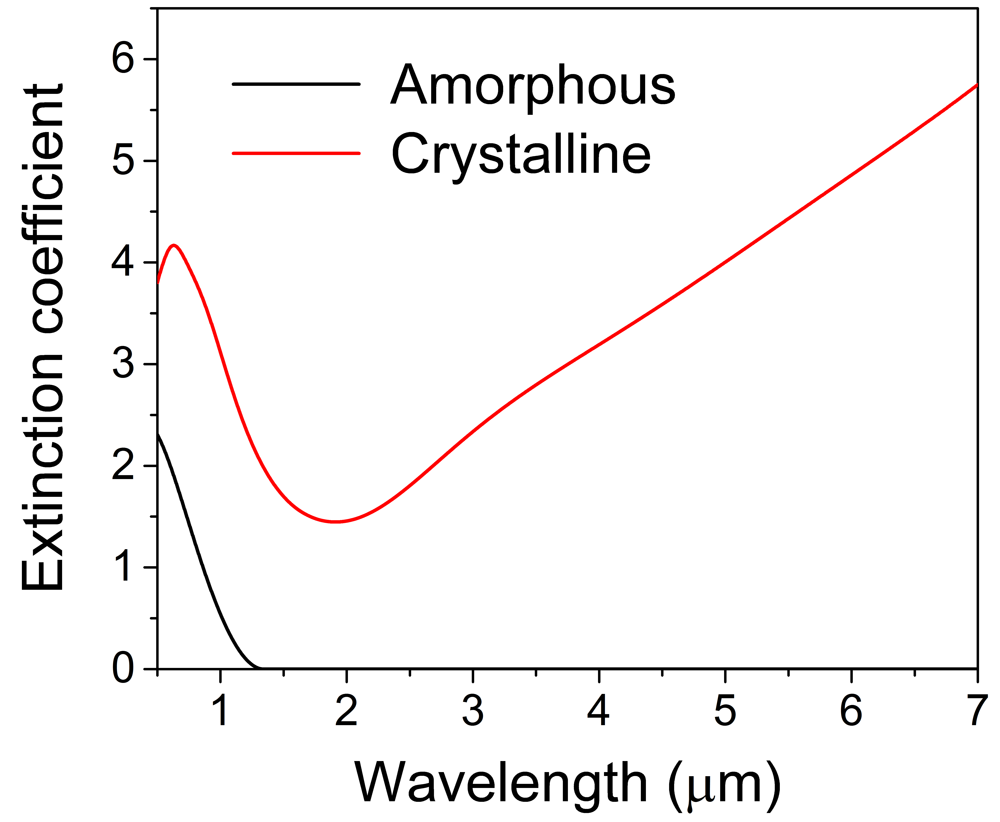 Extinction coefficient
6
5
4
3
2
1
0
Amorphous
Crystalline
1 2 3 4 5 6 7
Wavelength (μm)